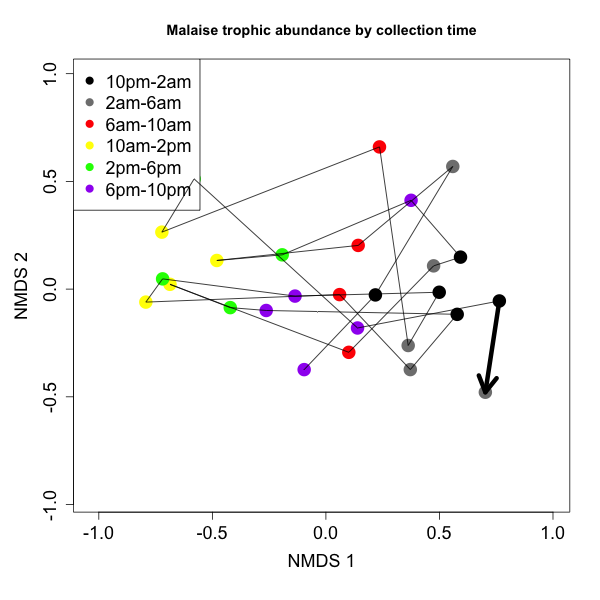 Malaise trophic abundance by collection time
10pm-2am
2am-6am
6am-10am
10am-2pm
2pm-6pm
6pm-10pm
1.0
0.5
0.0
-0.5
-1.0
NMDS 2
-1.0 -0.5 0.0 0.5 1.0
NMDS 1